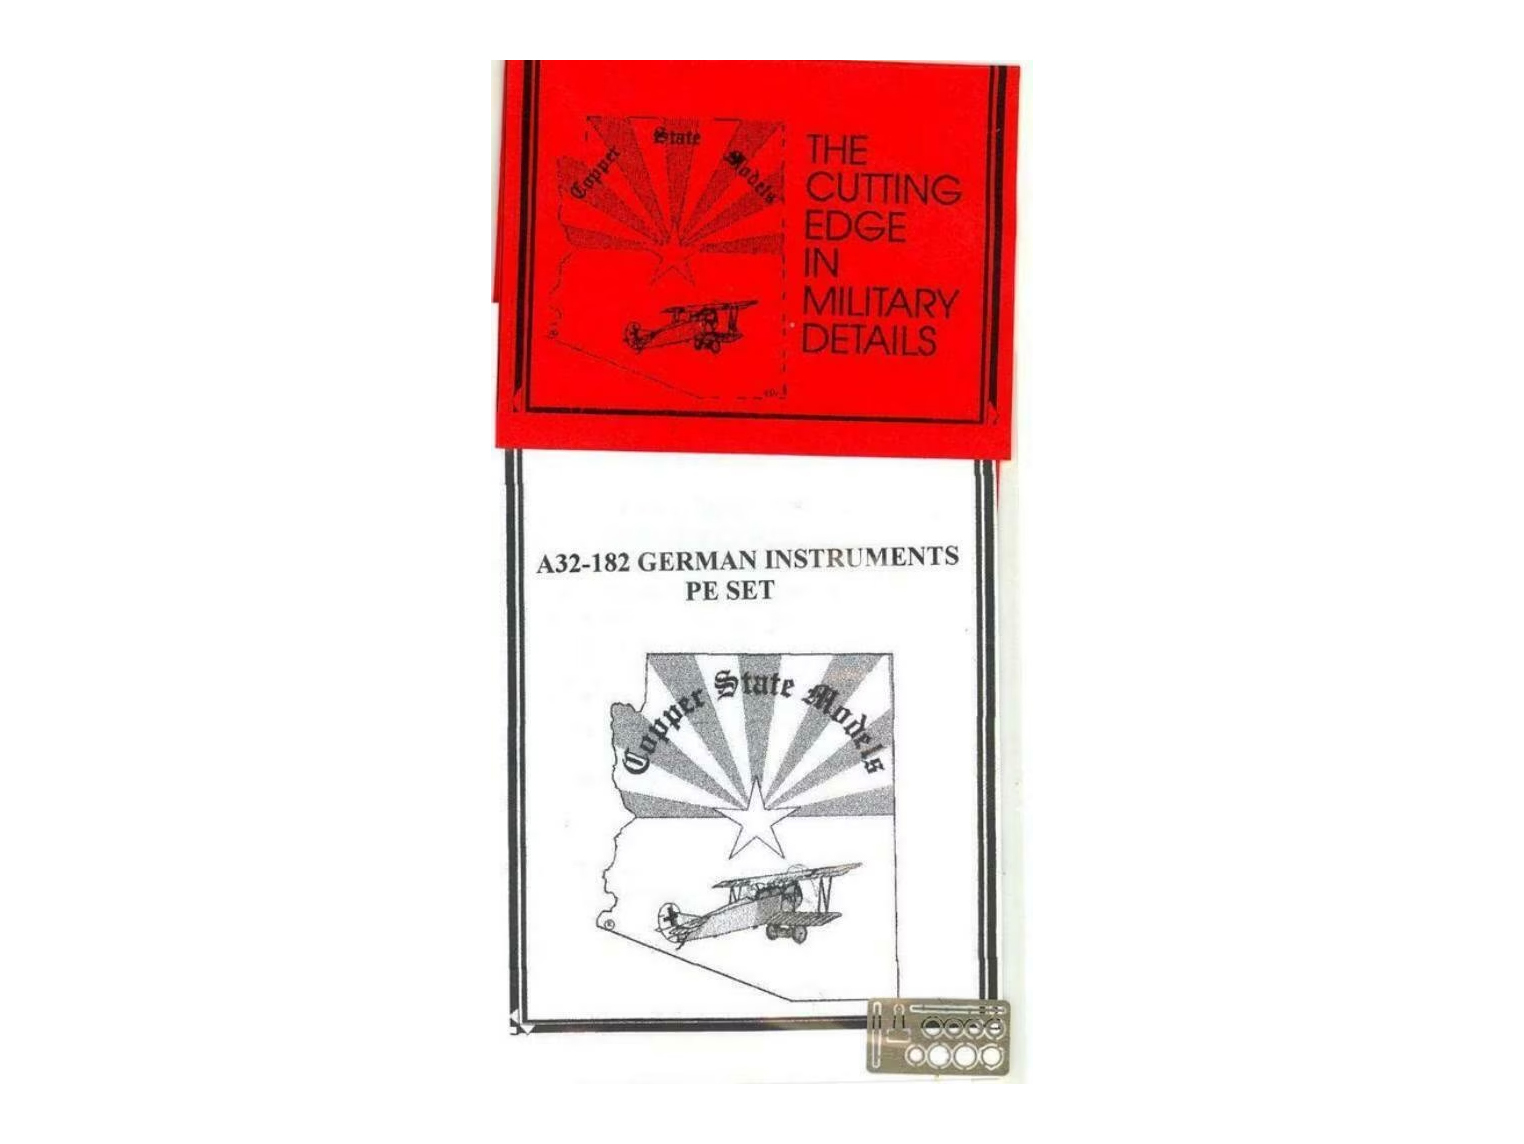 Copper State Models
THE
CUTTING
EDGE
IN
MILITARY
DETAILS
A32-182 GERMAN INSTRUMENTS
PE SET
Copper State Models